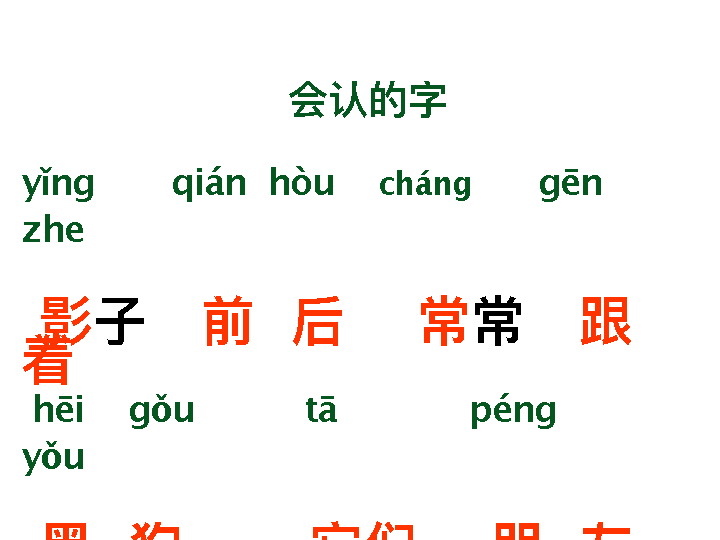 会认的字
yǐng qián hòu cháng gēn
zhe
影子 前 后 常常 跟
着
hēi gǒu tā péng
yǒu